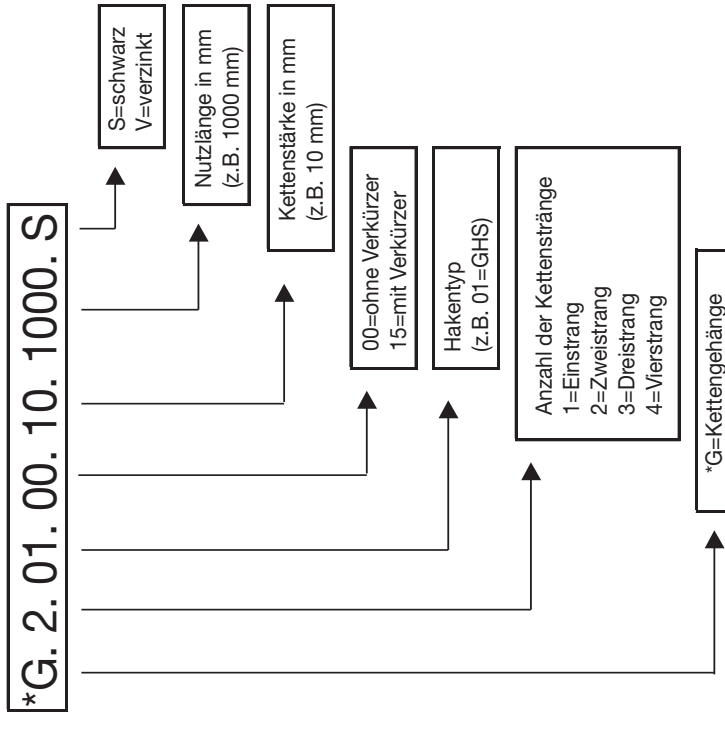 *G. 2. 01. 00. 10. 1000. S
S=schwarz
V=verzinkt
Nutzlänge in mm
(z.B. 1000 mm)
Kettenstärke in mm
(z.B. 10 mm)
00=ohne Verkürzer
15=mit Verkürzer
Hakentyp
(z.B. 01=GHS)
Anzahl der Kettenstränge
1=Einstrang
2=Zweistrang
3=Dreistrang
4=Vierstrang
*G=Kettengehänge